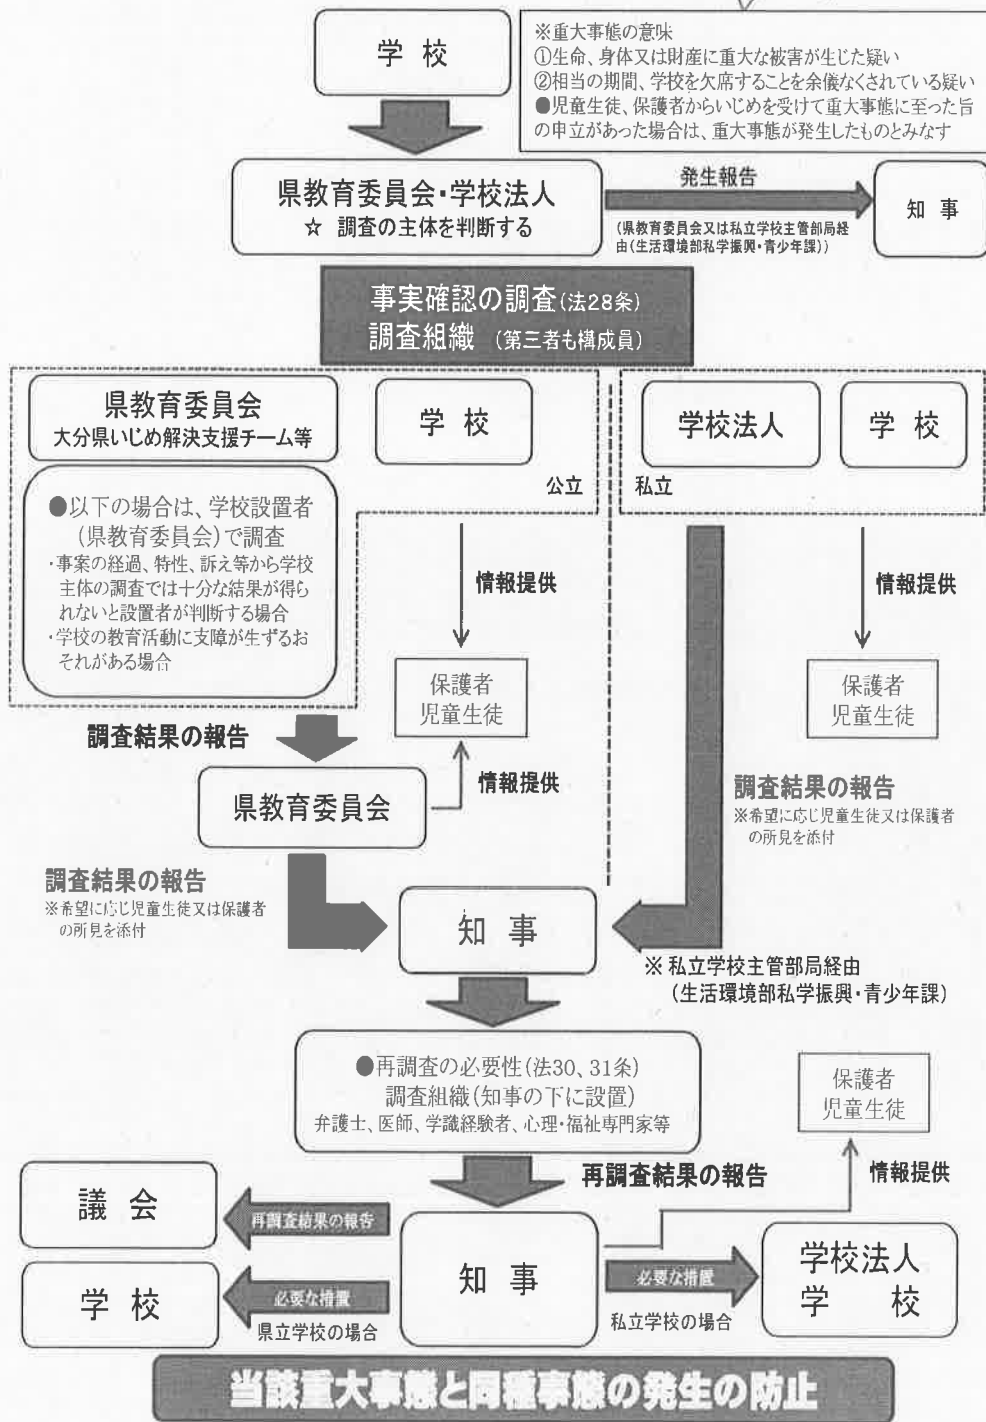 学校
※重大事態の意味
①生命、身体又は財産に重大な被害が生じた疑い
②相当の期間、学校を欠席することを余儀なくされている疑い
●児童生徒、保護者からいじめを受けて重大事態に至った旨
の申立があった場合は、重大事態が発生したものとみなす
県教育委員会・学校法人
☆ 調査の主体を判断する
発生報告
(県教育委員会又は私立学校主管部局経
由(生活環境部私学振興・青少年課))
知事
事実確認の調査(法28条)
調査組織 (第三者も構成員)
県教育委員会
大分県いじめ解決支援チーム等
学校
公立
●以下の場合は、学校設置者
(県教育委員会)で調査
・事案の経過、特性、訴え等から学校
主体の調査では十分な結果が得ら
れないと設置者が判断する場合
・学校の教育活動に支障が生ずるお
それがある場合
学校法人
学校
私立
情報提供
保護者
児童生徒
情報提供
保護者
児童生徒
調査結果の報告
県教育委員会
情報提供
調査結果の報告
※希望に応じ児童生徒又は保護者
の所見を添付
調査結果の報告
※希望に応じ児童生徒又は保護者
の所見を添付
知事
※私立学校主管部局経由
(生活環境部私学振興・青少年課)
●再調査の必要性(法30、31条)
調査組織(知事の下に設置)
弁護士、医師、学識経験者、心理・福祉専門家等
保護者
児童生徒
再調査結果の報告
情報提供
議会
再調査結果の報告
学校
必要な措置
県立学校の場合
知事
必要な措置
私立学校の場合
学校法人
学校
当該重大事態と同種事態の発生の防止